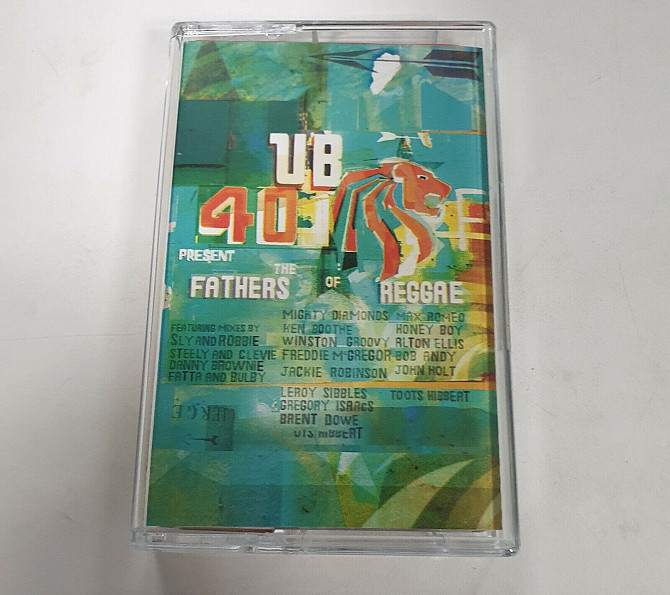 UB
40
PRESENT
THE
FATHERS OF REGGAE
FEATURING MIXES BY
SLY AND ROBBIE
STEELY AND CLEVIE
DANNY BROWNIE
FATTA AND BULBY
MIGHTY DIAMONDS MAX ROMEO
KEN BOOTHE HONEY BOY
WINSTON GROOVY ALTON ELLIS
FREDDIE McGREGOR BOB ANDY
JACKIE ROBINSON JOHN HOLT
LEROY SIBBLES TOOTS HIBBERT
GREGORY ISAACS
BRENT DOWE
HIBBERT